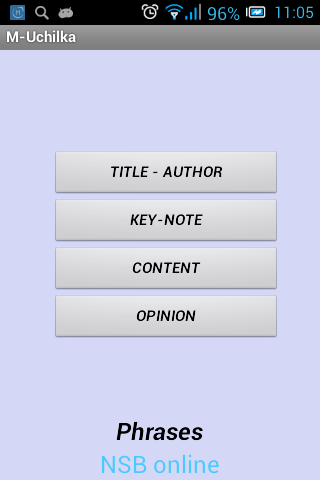 96% 11:05
M-Uchilka
TITLE - AUTHOR
KEY-NOTE
CONTENT
OPINION
Phrases
NSB online